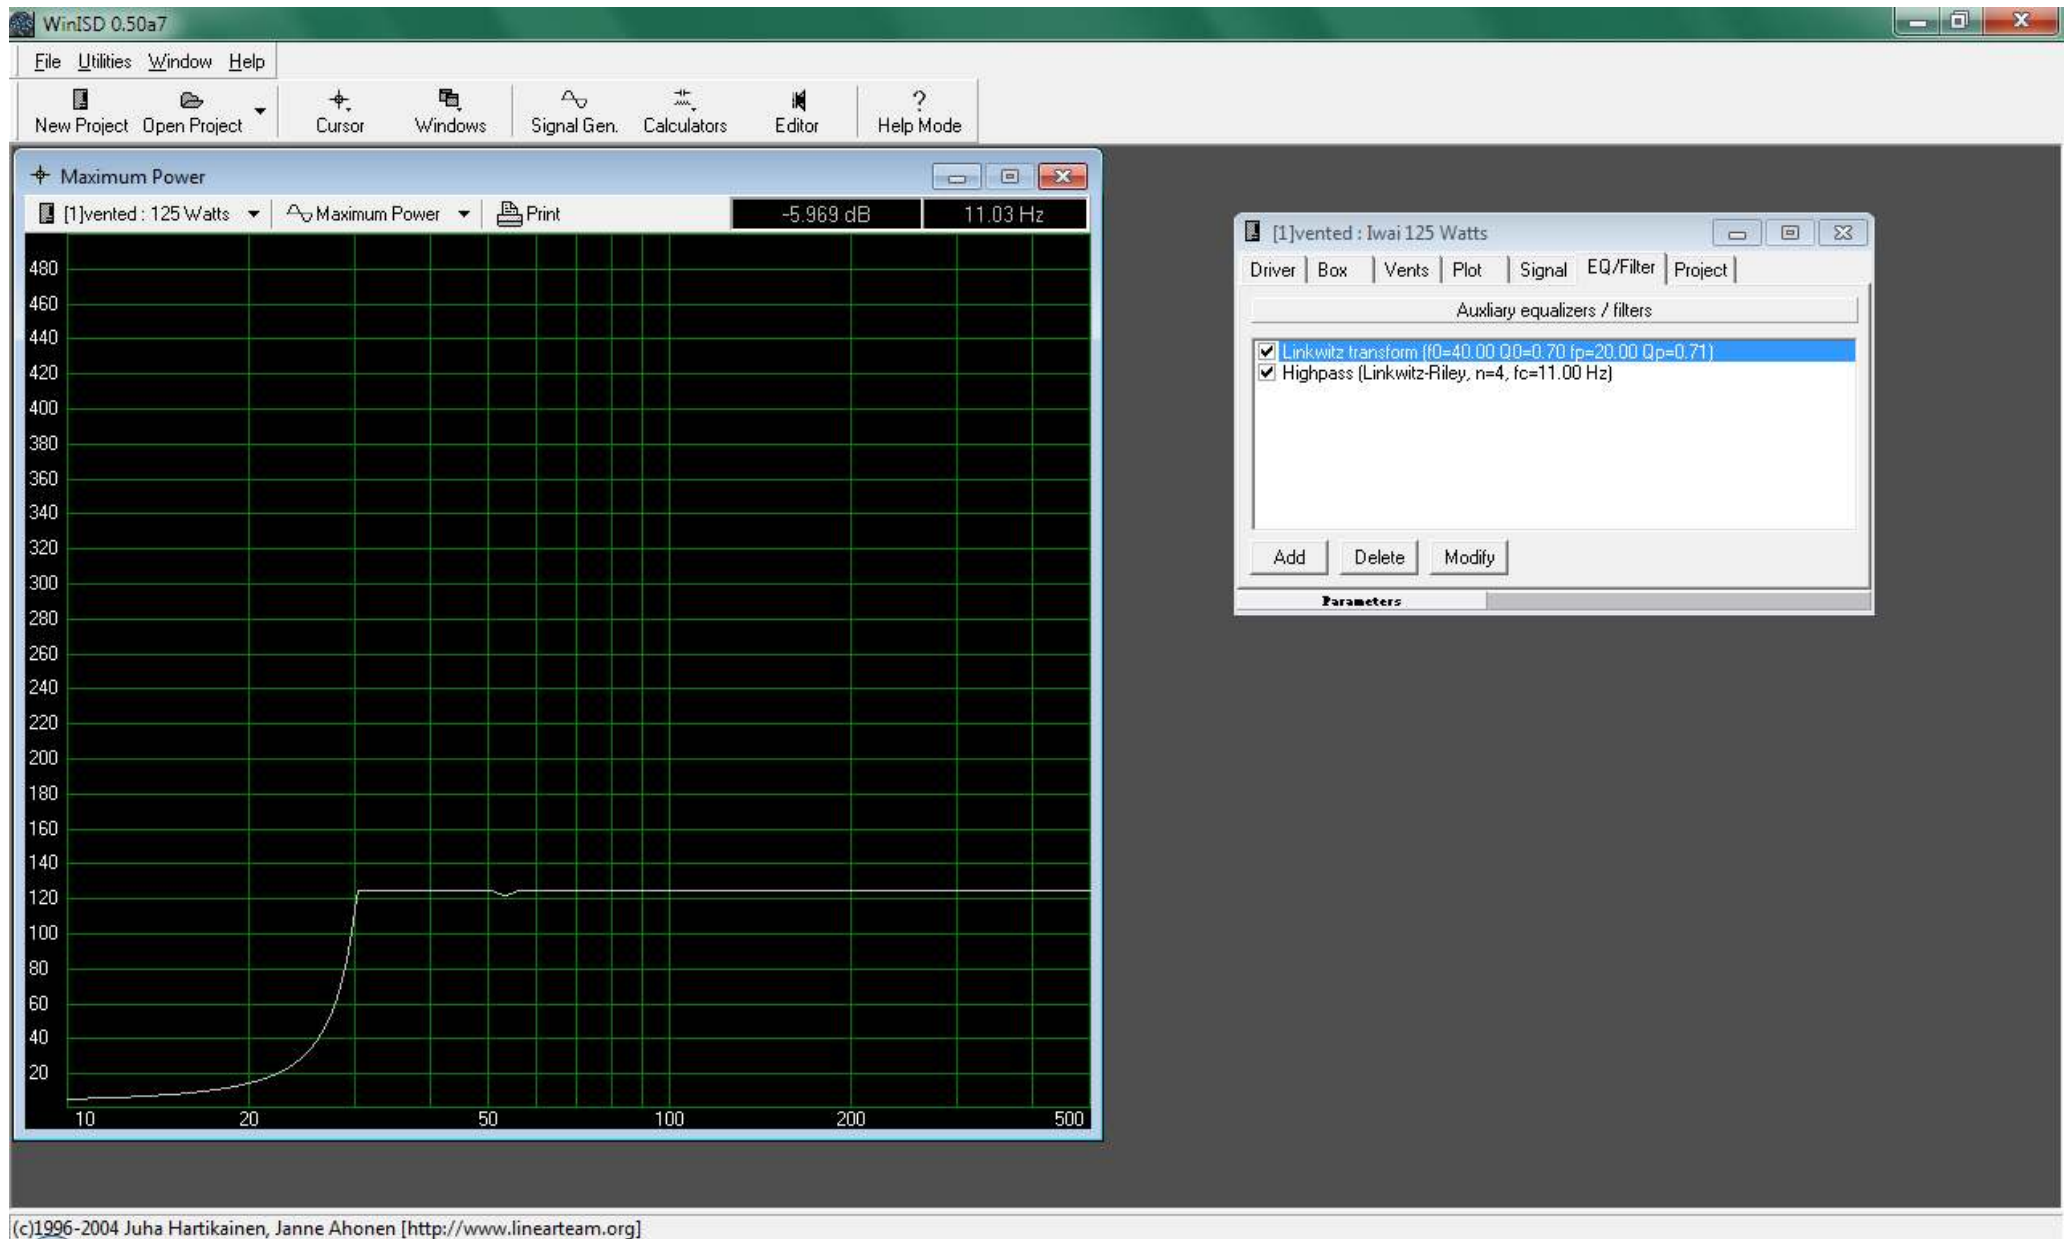 WinISD 0.50a7
File Utilities Window Help
New Project Open Project Cursor Windows Signal Gen. Calculators Editor Help Mode
Maximum Power
[1]vented : 125 Watts Maximum Power Print -5.969 dB 11.03 Hz
480
460
440
420
400
380
360
340
320
300
280
260
240
220
200
180
160
140
120
100
80
60
40
20
10 20 50 100 200 500
[1]vented : Iwai 125 Watts
Driver Box Vents Plot Signal EQ/Filter Project
Auxliary equalizers / filters
Linkwitz transform (f0=40.00 Q0=0.70 fp=20.00 Qp=0.71)
Highpass (Linkwitz-Riley, n=4, fc=11.00 Hz)
Add Delete Modify
Parameters
(c)1996-2004 Juha Hartikainen, Janne Ahonen [http://www.linearteam.org]